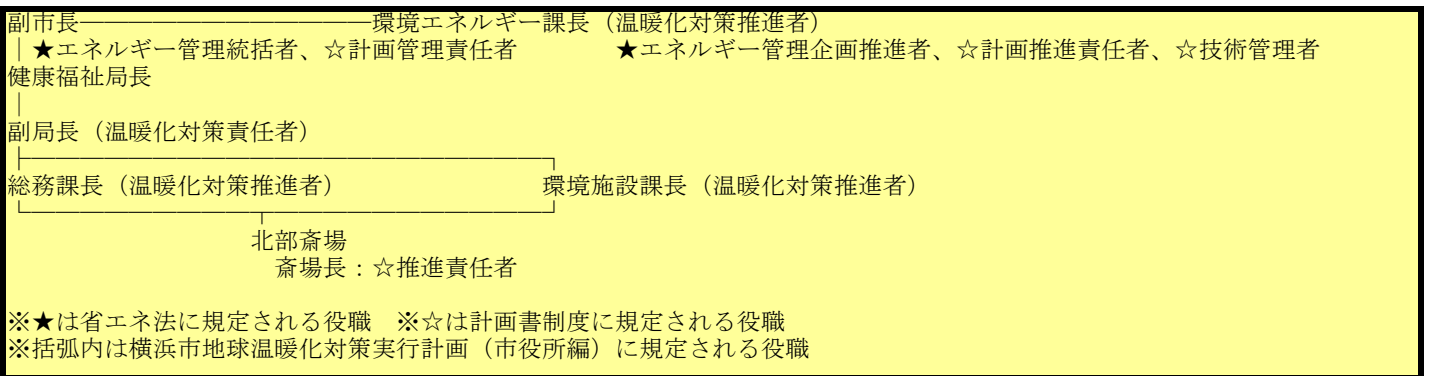 副市長――――――――――――環境エネルギー課長（温暖化対策推進者）
｜★エネルギー管理統括者、☆計画管理責任者　　　　★エネルギー管理企画推進者、☆計画推進責任者、☆技術管理者
健康福祉局長
｜
副局長（温暖化対策責任者）
├―――――――――――――――――――――┐
総務課長（温暖化対策推進者）　　　　　　　　　環境施設課長（温暖化対策推進者）
└――――――――――┬―――――――――――┘
北部斎場
斎場長：☆推進責任者
※★は省エネ法に規定される役職　※☆は計画書制度に規定される役職
※括弧内は横浜市地球温暖化対策実行計画（市役所編）に規定される役職